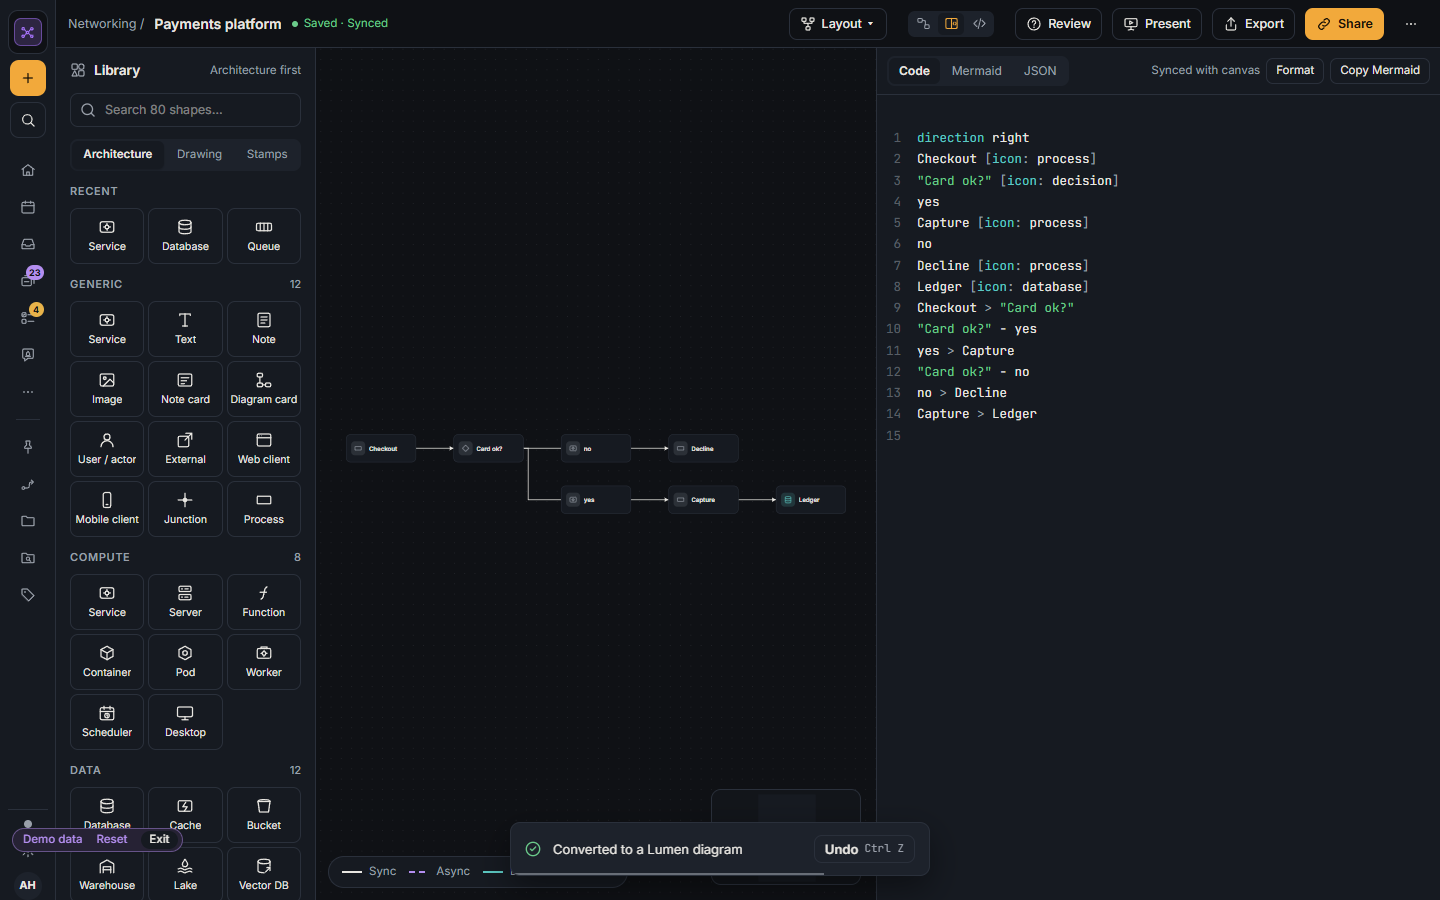 Networking /
Payments platform
Saved · Synced
Layout
Review
Present
Export
Share
Library
Architecture first
Search 80 shapes...
Architecture
Drawing
Stamps
RECENT
Service
Database
Queue
GENERIC
12
Service
Text
Note
Image
Note card
Diagram card
User / actor
External
Web client
Mobile client
Junction
Process
COMPUTE
8
Service
Server
Function
Container
Pod
Worker
Scheduler
Desktop
DATA
12
Database
Cache
Bucket
Warehouse
Lake
Vector DB
23
4
Demo data
Reset
Exit
AH
Checkout
Card ok?
no
Decline
yes
Capture
Ledger
Sync
Async
Converted to a Lumen diagram
Undo Ctrl Z
Code
Mermaid
JSON
Synced with canvas
Format
Copy Mermaid
1 direction right
2 Checkout [icon: process]
3 "Card ok?" [icon: decision]
4 yes
5 Capture [icon: process]
6 no
7 Decline [icon: process]
8 Ledger [icon: database]
9 Checkout > "Card ok?"
10 "Card ok?" - yes
11 yes > Capture
12 "Card ok?" - no
13 no > Decline
14 Capture > Ledger
15